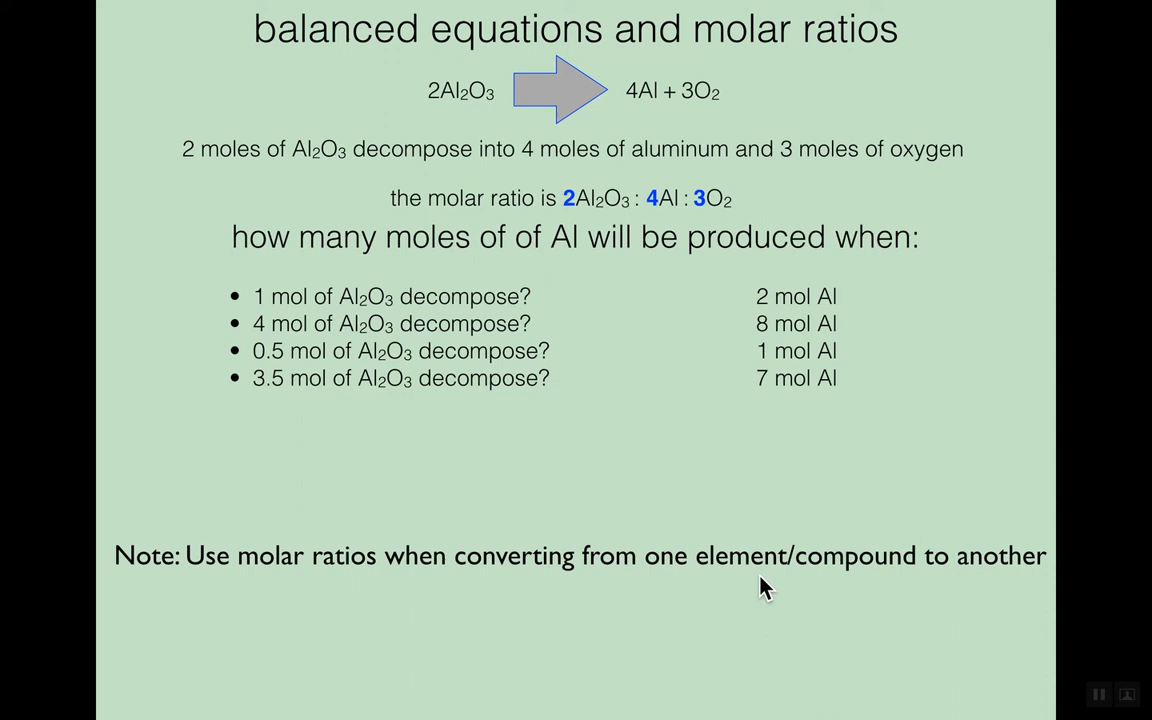 balanced equations and molar ratios
2Al₂O₃ 4Al + 3O₂
2 moles of Al₂O₃ decompose into 4 moles of aluminum and 3 moles of oxygen
the molar ratio is 2Al₂O₃ : 4Al : 3O₂
how many moles of of Al will be produced when:
• 1 mol of Al₂O₃ decompose? 2 mol Al
• 4 mol of Al₂O₃ decompose? 8 mol Al
• 0.5 mol of Al₂O₃ decompose? 1 mol Al
• 3.5 mol of Al₂O₃ decompose? 7 mol Al
Note: Use molar ratios when converting from one element/compound to another